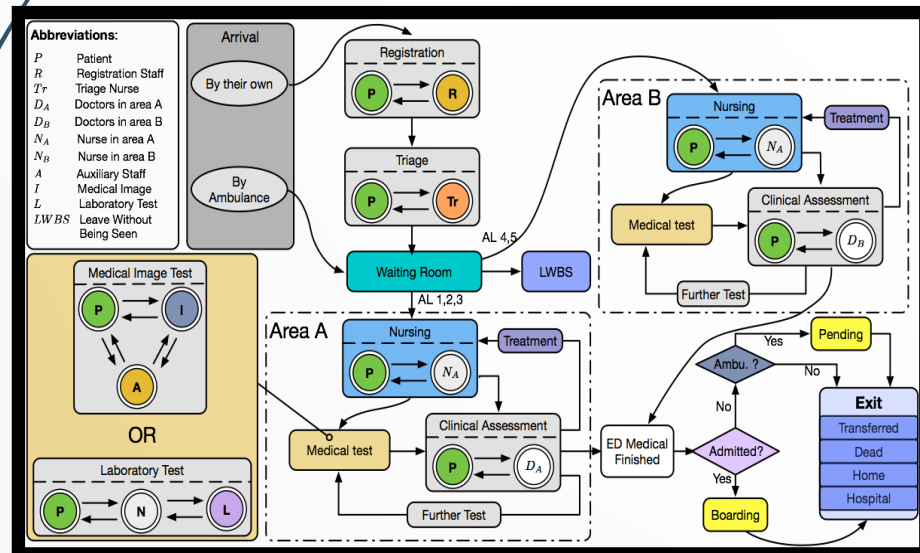 Abbreviations:
P Patient
R Registration Staff
Tr Triage Nurse
D_A Doctors in area A
D_B Doctors in area B
N_A Nurse in area A
N_B Nurse in area B
A Auxiliary Staff
I Medical Image
L Laboratory Test
LWBS Leave Without
Being Seen
Arrival
By their own
By
Ambulance
Registration
P R
Triage
P Tr
Waiting Room
LWBS
AL 4,5
AL 1,2,3
Area B
Nursing
P N_A
Treatment
Medical test
Clinical Assessment
P D_B
Further Test
Medical Image Test
P I
A
OR
Laboratory Test
P N L
Area A
Nursing
P N_A
Treatment
Medical test
Clinical Assessment
P D_A
Further Test
ED Medical
Finished
Admitted?
No
Yes
Boarding
Ambu. ?
Yes
No
Pending
Exit
Transferred
Dead
Home
Hospital